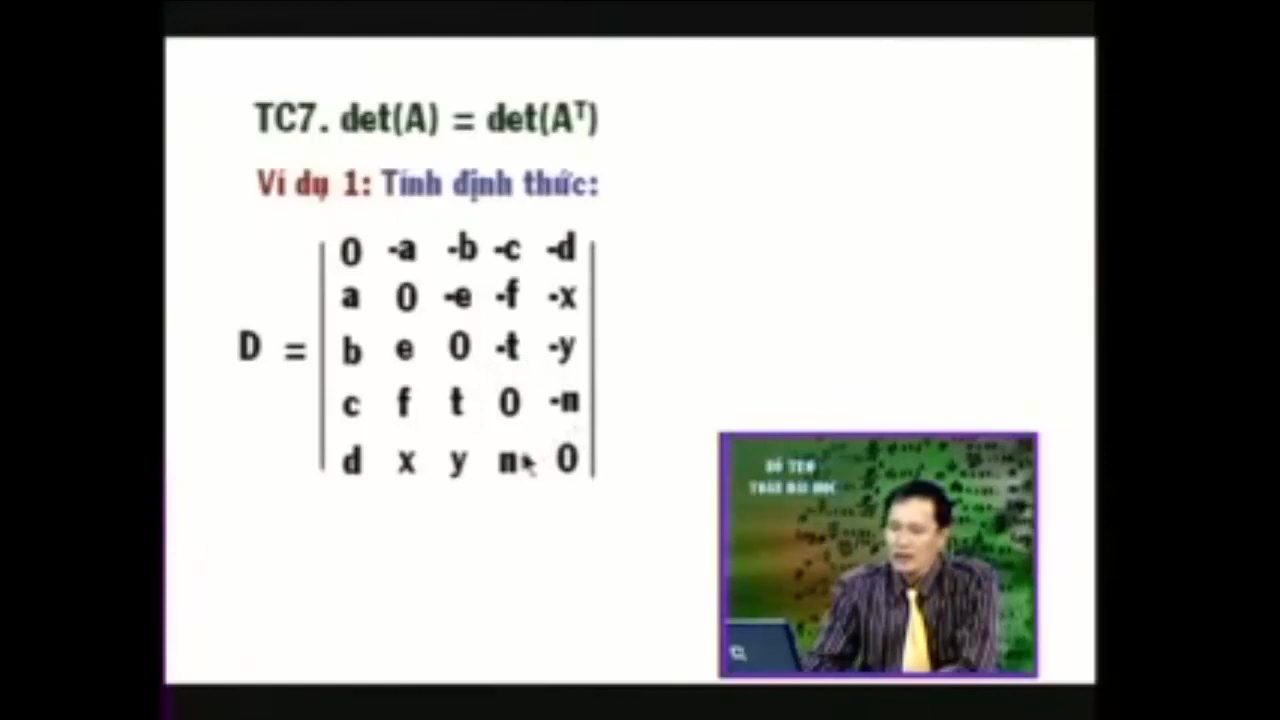 TC7. det(A) = det(Aᵀ)
Ví dụ 1: Tính định thức:
D =
0 -a -b -c -d
a 0 -e -f -x
b e 0 -t -y
c f t 0 -n
d x y n 0